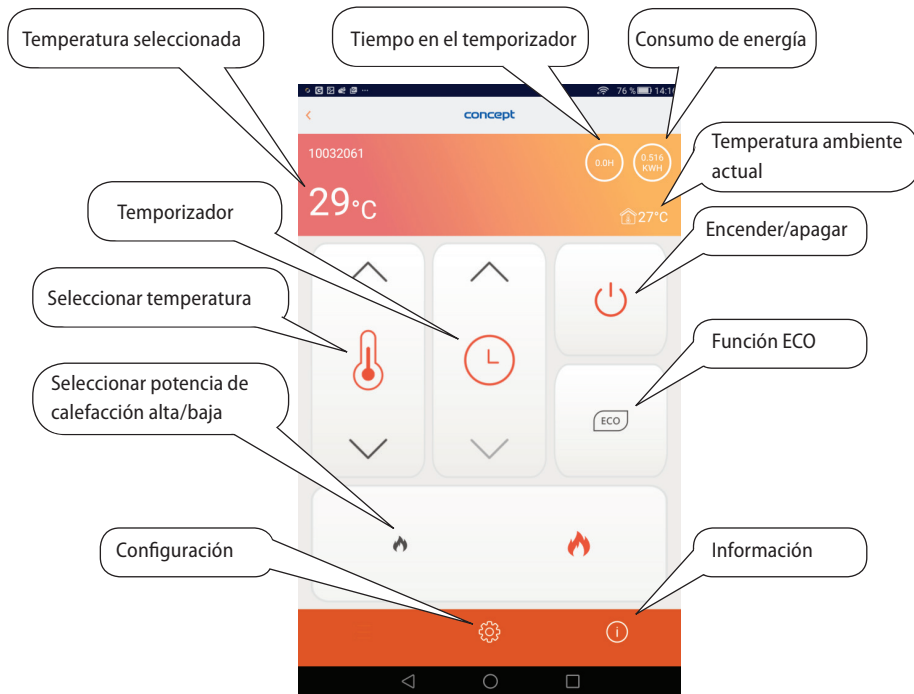 Temperatura seleccionada
Tiempo en el temporizador
Consumo de energía
76 % 14:16
concept
10032061
0.0H
0.516
KWH
Temperatura ambiente
actual
29°C
27°C
Temporizador
Encender/apagar
Seleccionar temperatura
Función ECO
Seleccionar potencia de
calefacción alta/baja
ECO
Configuración
Información